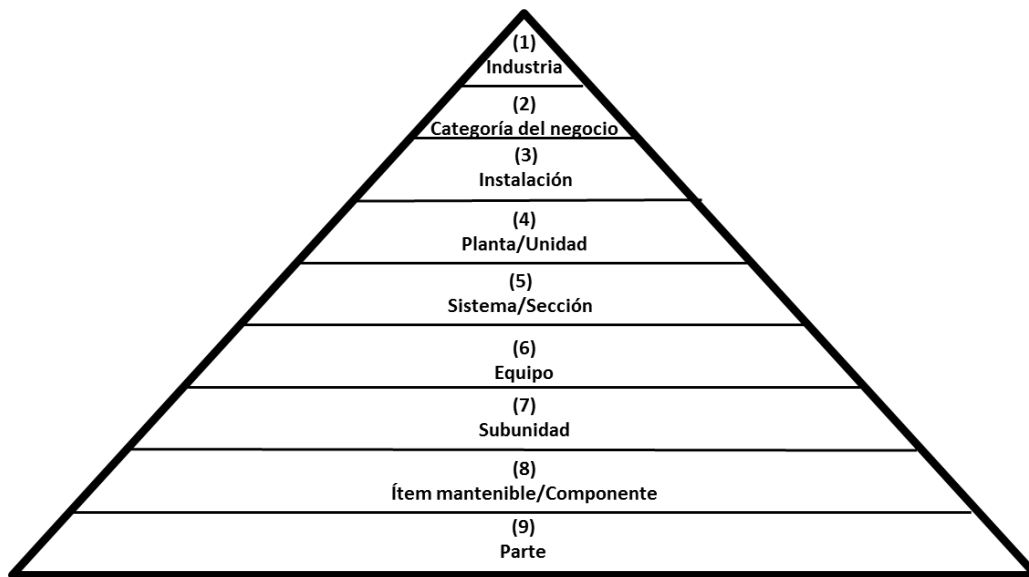 (1)
Industria
(2)
Categoría del negocio
(3)
Instalación
(4)
Planta/Unidad
(5)
Sistema/Sección
(6)
Equipo
(7)
Subunidad
(8)
Ítem mantenible/Componente
(9)
Parte